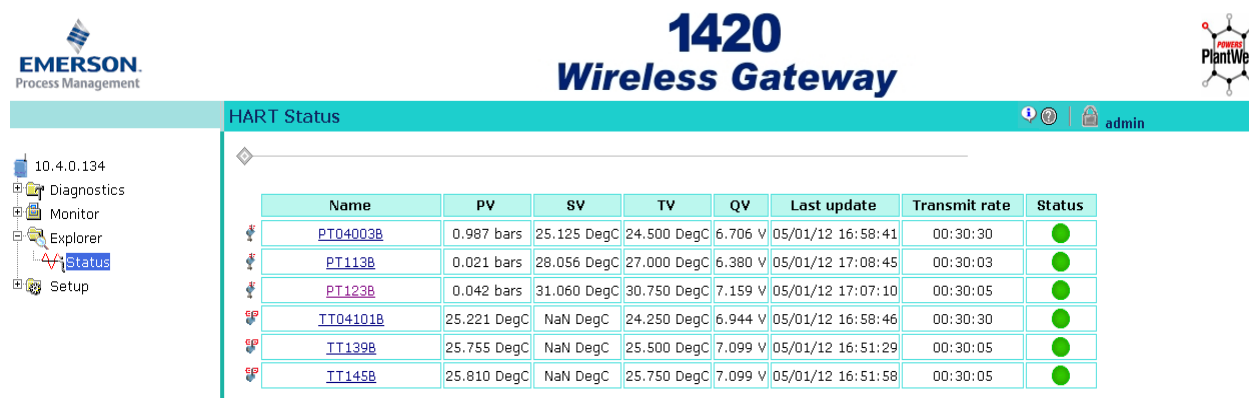 EMERSON.
Process Management
1420
Wireless Gateway
POWERS
PlantWe
HART Status
admin
10.4.0.134
Diagnostics
Monitor
Explorer
Status
Setup
Name PV SV TV QV Last update Transmit rate Status
PT04003B 0.987 bars 25.125 DegC 24.500 DegC 6.706 V 05/01/12 16:58:41 00:30:30
PT113B 0.021 bars 28.056 DegC 27.000 DegC 6.380 V 05/01/12 17:08:45 00:30:03
PT123B 0.042 bars 31.060 DegC 30.750 DegC 7.159 V 05/01/12 17:07:10 00:30:05
TT04101B 25.221 DegC NaN DegC 24.250 DegC 6.944 V 05/01/12 16:58:46 00:30:30
TT139B 25.755 DegC NaN DegC 25.500 DegC 7.099 V 05/01/12 16:51:29 00:30:05
TT145B 25.810 DegC NaN DegC 25.750 DegC 7.099 V 05/01/12 16:51:58 00:30:05